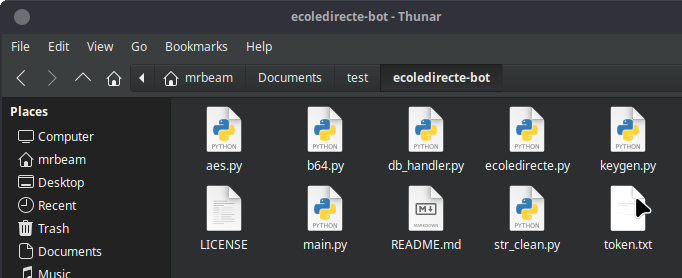 ecoledirecte-bot - Thunar
File Edit View Go Bookmarks Help
mrbeam Documents test ecoledirecte-bot
Places
Computer
mrbeam
Desktop
Recent
Trash
Documents
Music
PYTHON PYTHON PYTHON PYTHON PYTHON
aes.py b64.py db_handler.py ecoledirecte.py keygen.py
PYTHON M MARKDOWN PYTHON
LICENSE main.py README.md str_clean.py token.txt